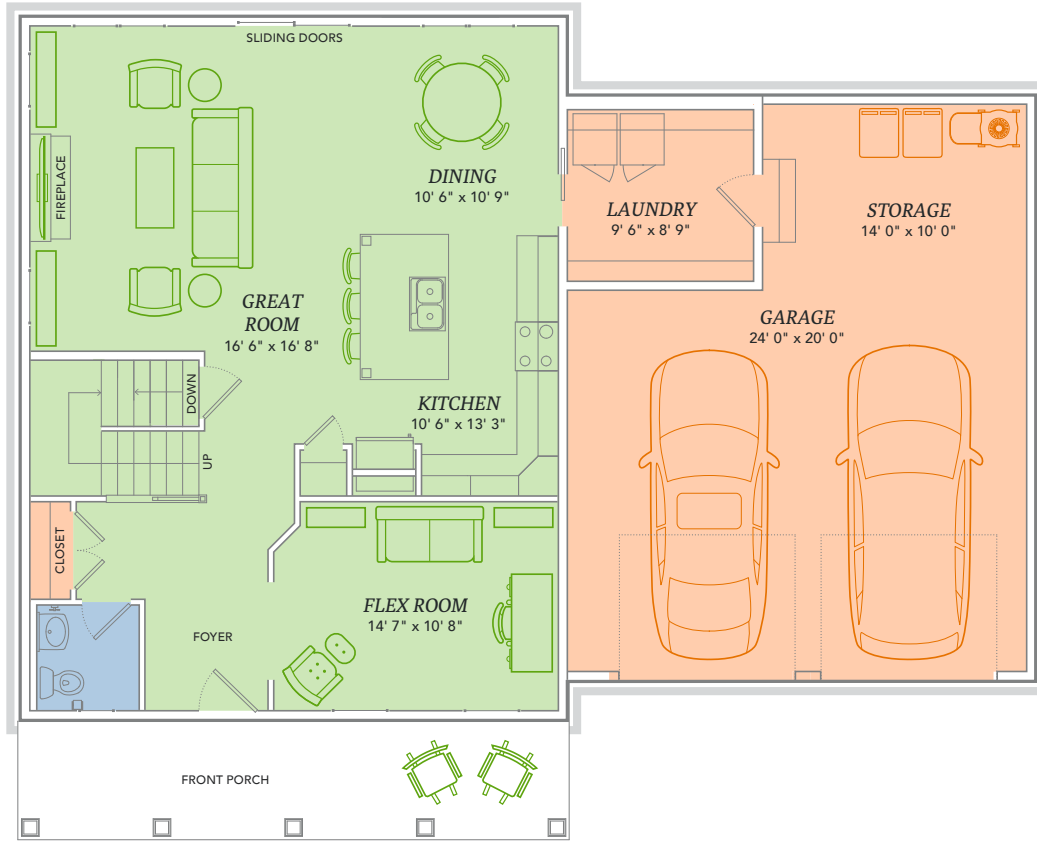 SLIDING DOORS
FIREPLACE
DINING
10' 6" x 10' 9"
LAUNDRY
9' 6" x 8' 9"
STORAGE
14' 0" x 10' 0"
GREAT
ROOM
16' 6" x 16' 8"
GARAGE
24' 0" x 20' 0"
DOWN
KITCHEN
10' 6" x 13' 3"
UP
CLOSET
FLEX ROOM
14' 7" x 10' 8"
FOYER
FRONT PORCH